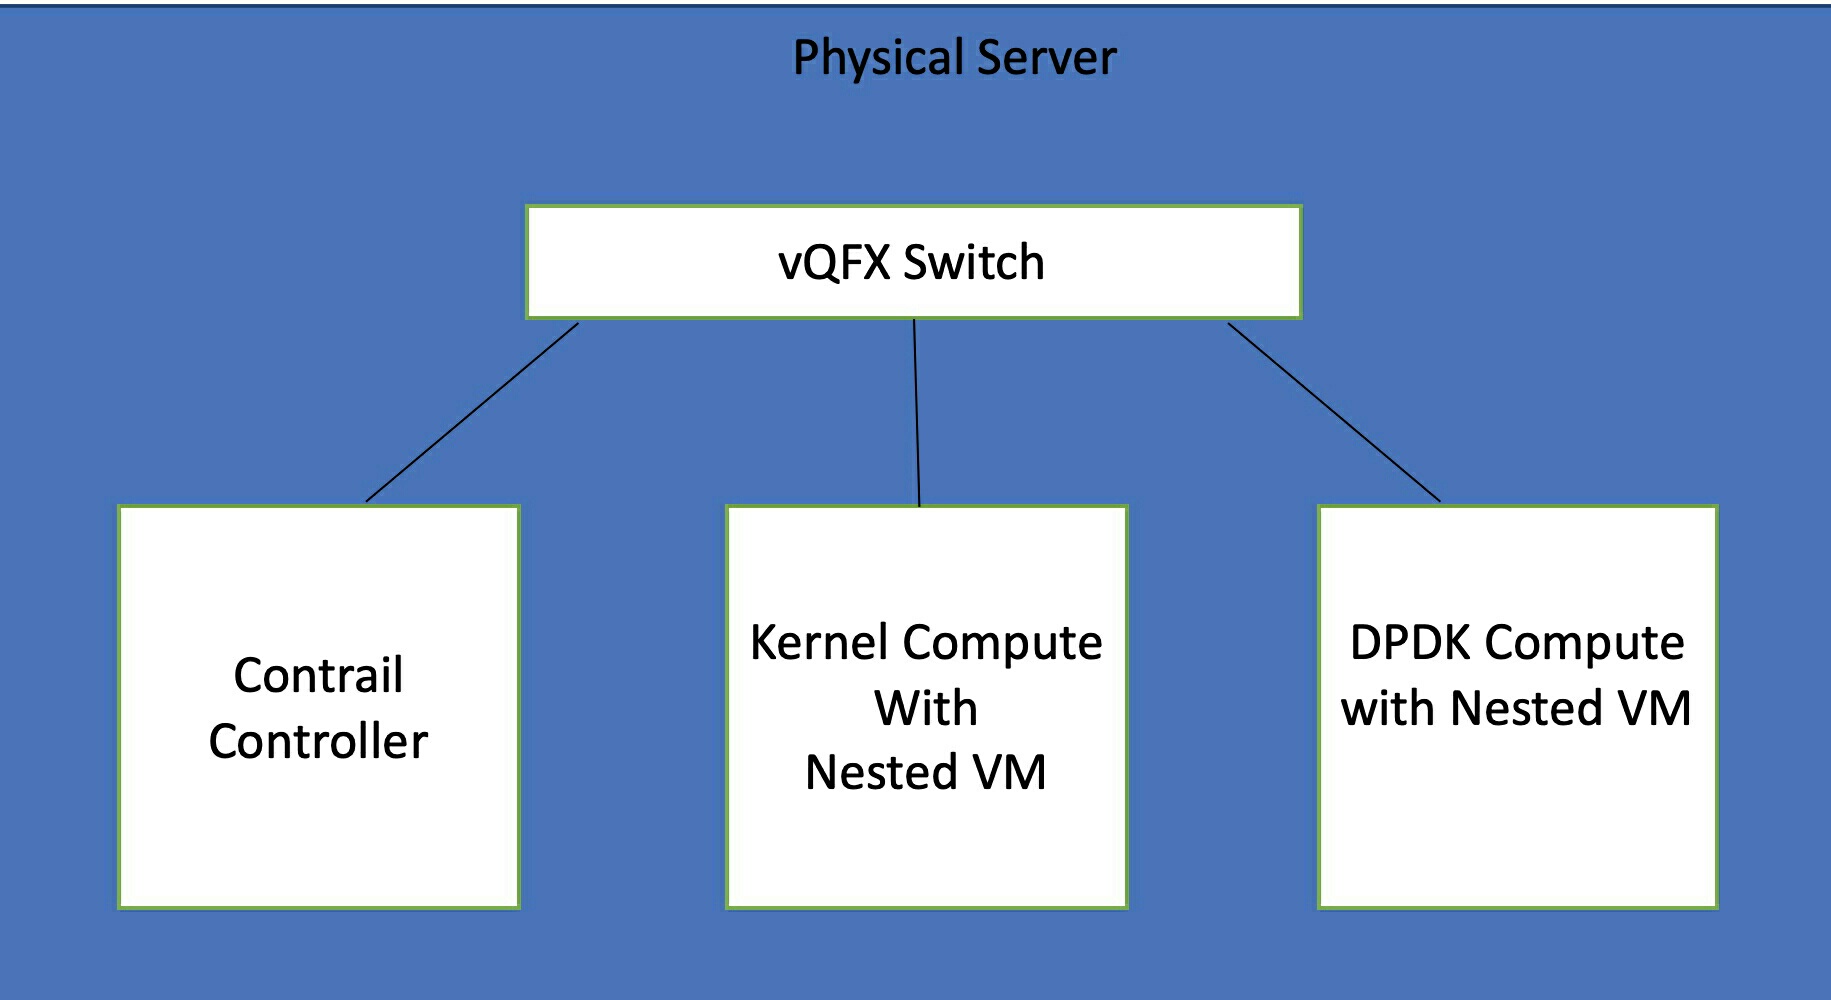 Physical Server
vQFX Switch
Contrail
Controller
Kernel Compute
With
Nested VM
DPDK Compute
with Nested VM